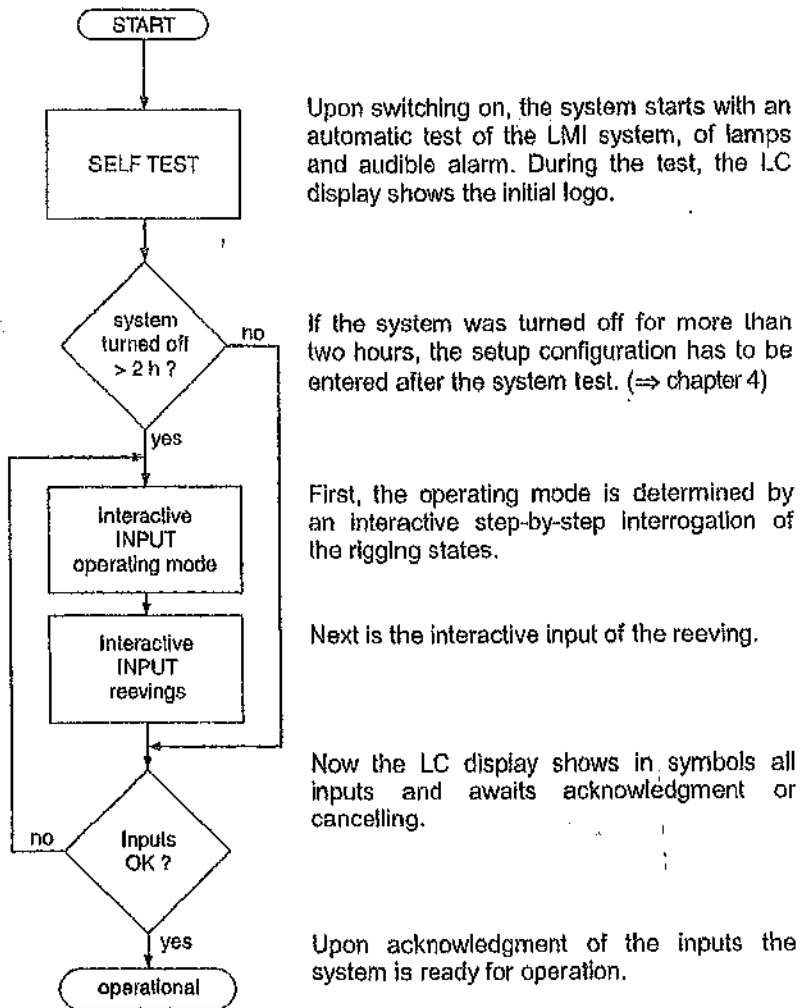 START
SELF TEST
Upon switching on, the system starts with an
automatic test of the LMI system, of lamps
and audible alarm. During the test, the LC
display shows the initial logo.
system
turned off
> 2 h ?
no
If the system was turned off for more than
two hours, the setup configuration has to be
entered after the system test. (⇒ chapter 4)
yes
Interactive
INPUT
operating mode
First, the operating mode is determined by
an interactive step-by-step interrogation of
the rigging states.
Interactive
INPUT
reevings
Next is the interactive input of the reeving.
Now the LC display shows in symbols all
inputs and awaits acknowledgment or
cancelling.
no
Inputs
OK ?
yes
Upon acknowledgment of the inputs the
system is ready for operation.
operational